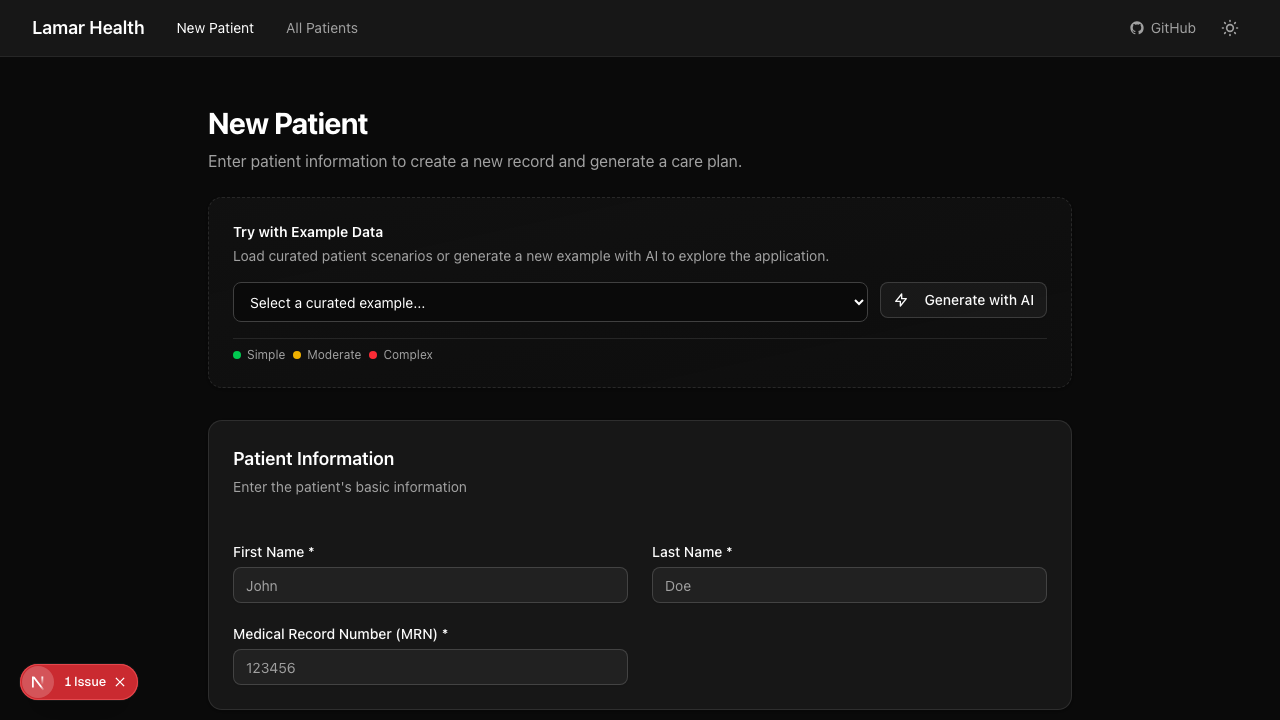 Lamar Health New Patient All Patients GitHub
New Patient
Enter patient information to create a new record and generate a care plan.
Try with Example Data
Load curated patient scenarios or generate a new example with AI to explore the application.
Select a curated example... Generate with AI
Simple Moderate Complex
Patient Information
Enter the patient's basic information
First Name * Last Name *
John Doe
Medical Record Number (MRN) *
123456
N 1 Issue